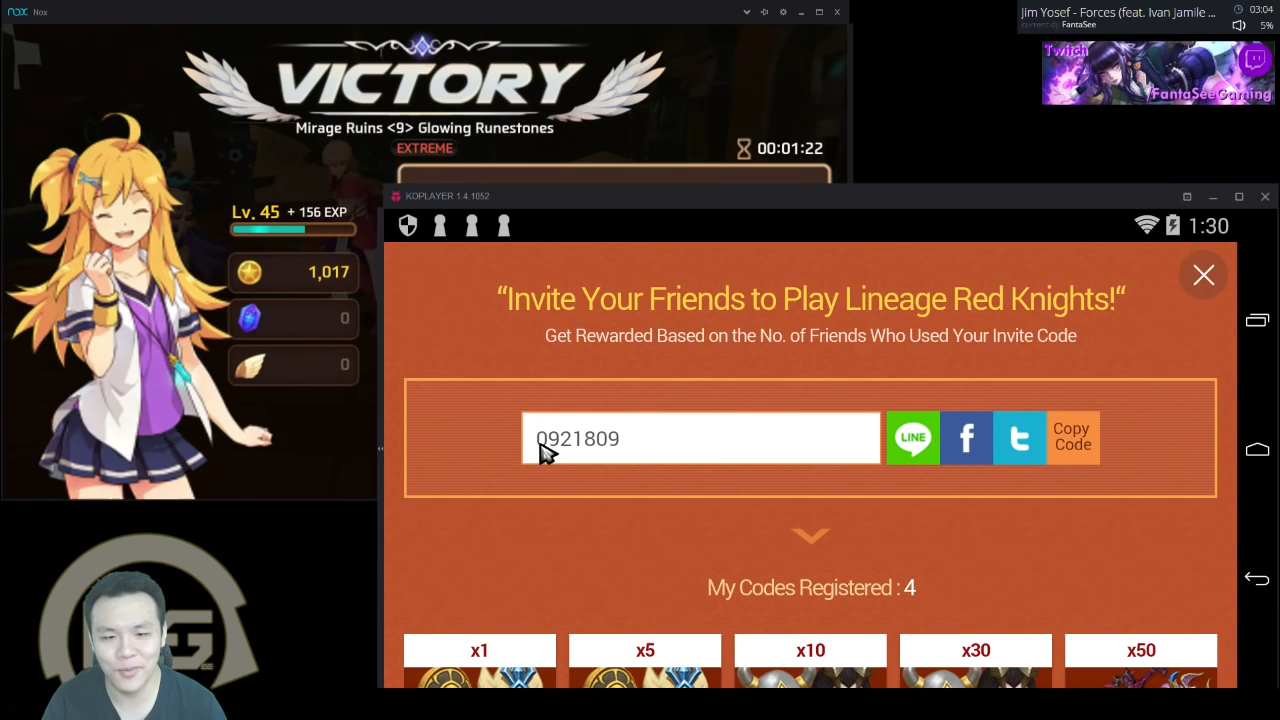 nox Nox
Jim Yosef - Forces (feat. Ivan Jamile ...
03:04
current dj FantaSee
5%
Twitch
/FantaSeeGaming
VICTORY
Mirage Ruins <9> Glowing Runestones
EXTREME
00:01:22
Lv. 45 + 156 EXP
1,017
0
0
KOPLAYER 1.4.1052
1:30
“Invite Your Friends to Play Lineage Red Knights!“
Get Rewarded Based on the No. of Friends Who Used Your Invite Code
0921809
LINE
f
t
Copy
Code
My Codes Registered : 4
x1
x5
x10
x30
x50